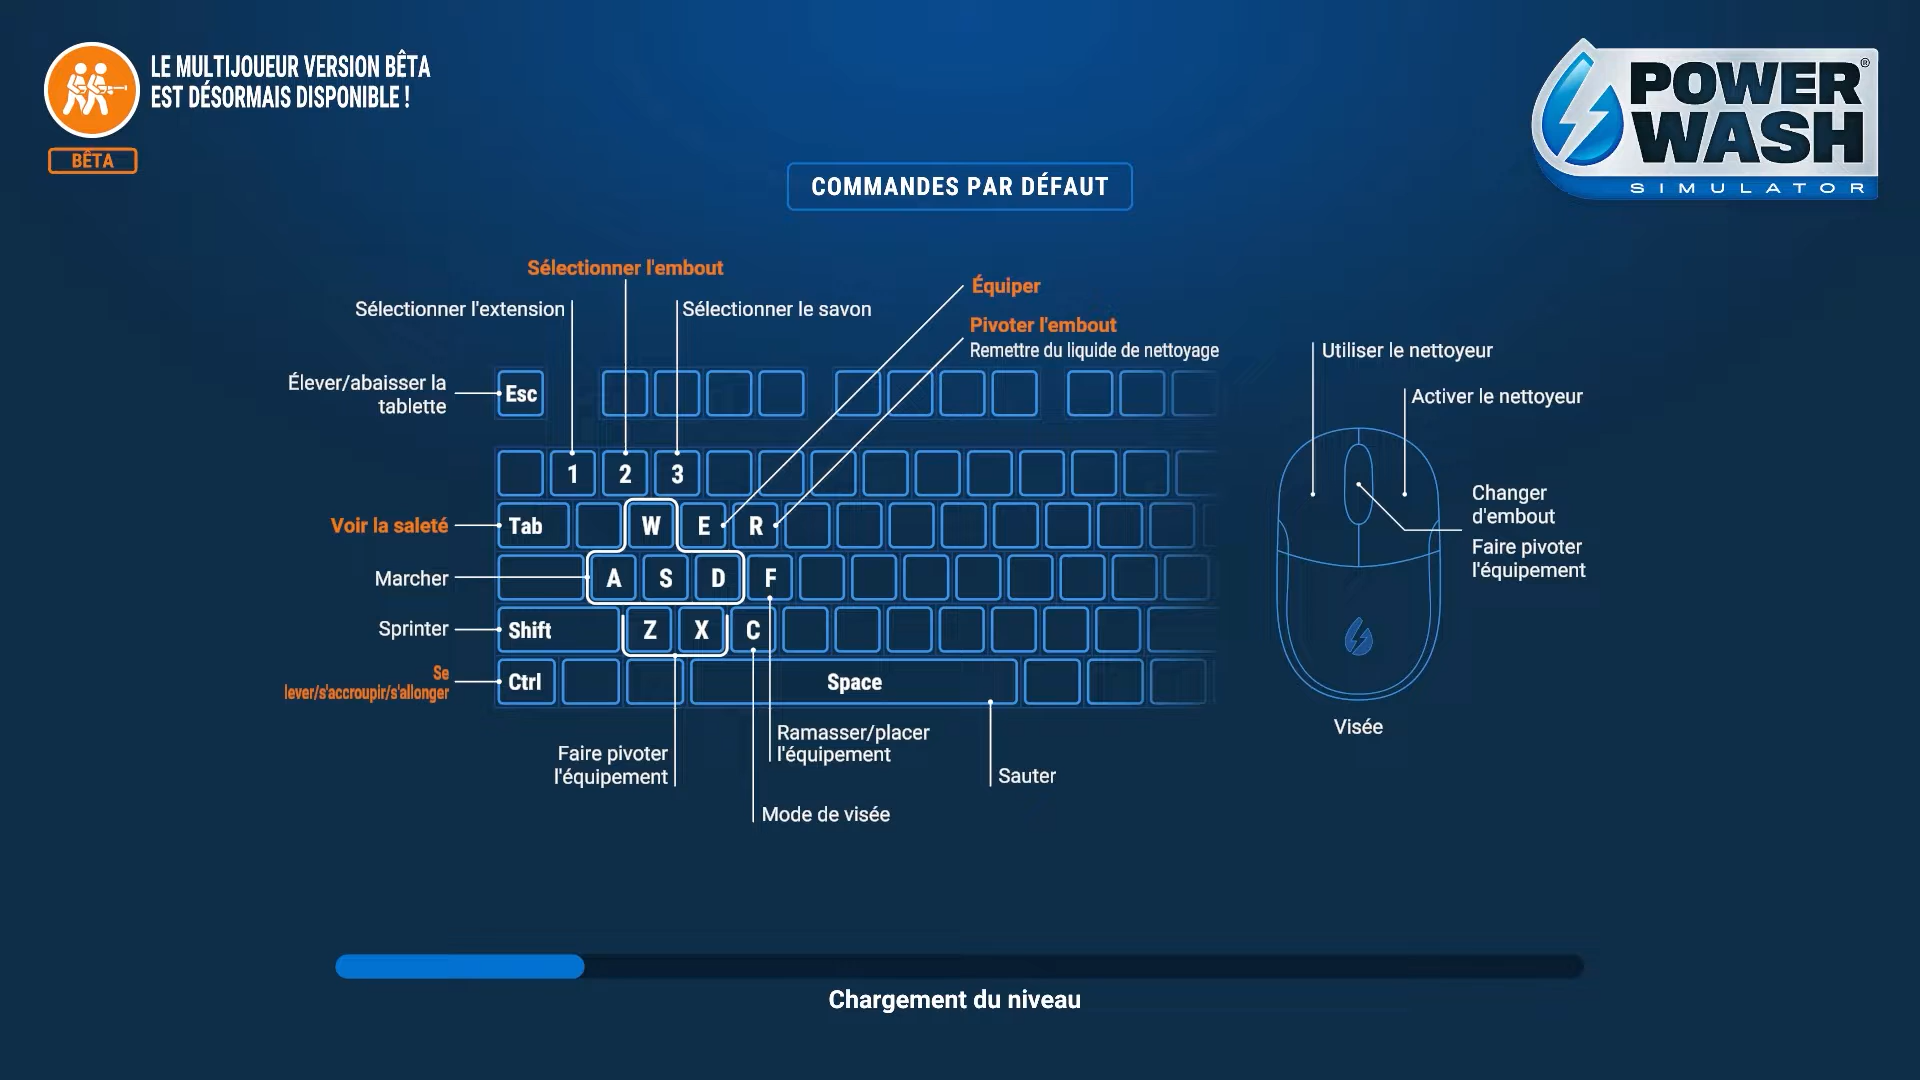 LE MULTIJOUEUR VERSION BÊTA
EST DÉSORMAIS DISPONIBLE !
BÊTA
POWER®
WASH
SIMULATOR
COMMANDES PAR DÉFAUT
Sélectionner l'embout
Sélectionner l'extension
Sélectionner le savon
Équiper
Pivoter l'embout
Remettre du liquide de nettoyage
Élever/abaisser la
tablette
Esc
1 2 3
Voir la saleté
Tab W E R
Marcher
A S D F
Sprinter
Shift Z X C
Se
lever/s'accroupir/s'allonger
Ctrl Space
Faire pivoter
l'équipement
Ramasser/placer
l'équipement
Mode de visée
Sauter
Utiliser le nettoyeur
Activer le nettoyeur
Changer
d'embout
Faire pivoter
l'équipement
Visée
Chargement du niveau